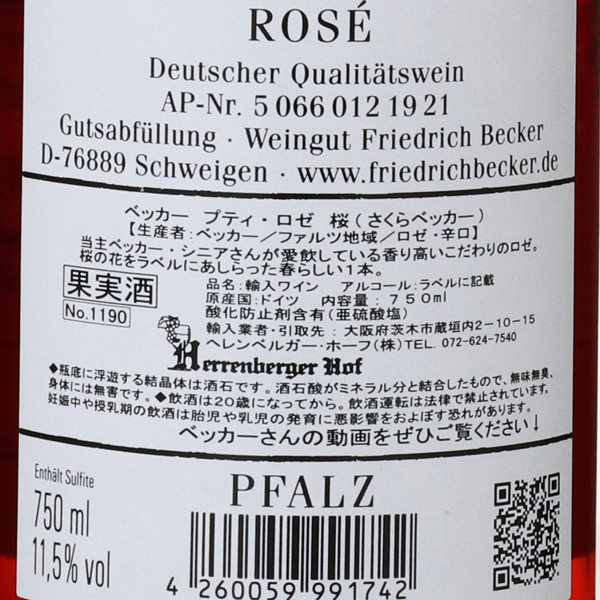 ROSÉ
Deutscher Qualitätswein
AP-Nr. 5 066 012 19 21
Gutsabfüllung · Weingut Friedrich Becker
D-76889 Schweigen · www.friedrichbecker.de
ベッカー プティ・ロゼ 桜(さくらベッカー)
【生産者:ベッカー/ファルツ地域/ロゼ・辛口】
当主ベッカー・シニアさんが愛飲している香り高いこだわりのロゼ。
桜の花をラベルにあしらった春らしい1本。
果実酒
No.1190
品名:輸入ワイン アルコール:ラベルに記載
原産国:ドイツ 内容量:750ml
酸化防止剤含有(亜硫酸塩)
輸入業者・引取先 : 大阪府茨木市蔵垣内2-10-15
ヘレンベルガー・ホーフ(株)TEL. 072-624-7540
Herrenberger Hof
◆瓶底に浮遊する結晶体は酒石です。酒石酸がミネラル分と結合したもので、無味無臭、
身体には無害です。◆飲酒は20歳になってから。飲酒運転は法律で禁止されています。
妊娠中や授乳期の飲酒は胎児や乳児の発育に悪影響をおよぼす恐れがあります。
ベッカーさんの動画をぜひご覧ください↓
Enthält Sulfite
750 ml
11,5% vol
PFALZ
4 260059 991742